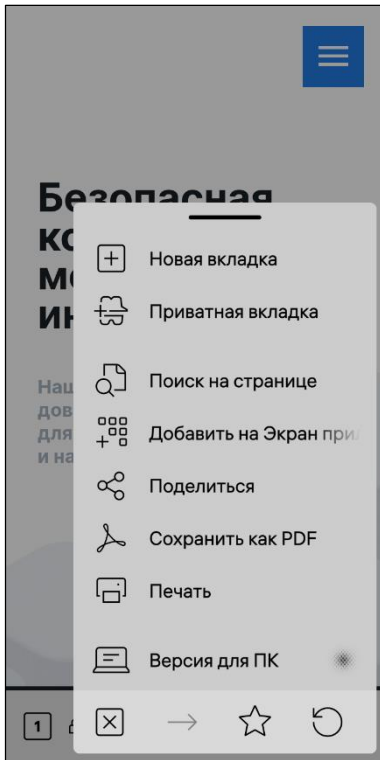 Безопасная
Новая вкладка
Приватная вкладка
Поиск на странице
Добавить на Экран при
Поделиться
Сохранить как PDF
Печать
Версия для ПК
1